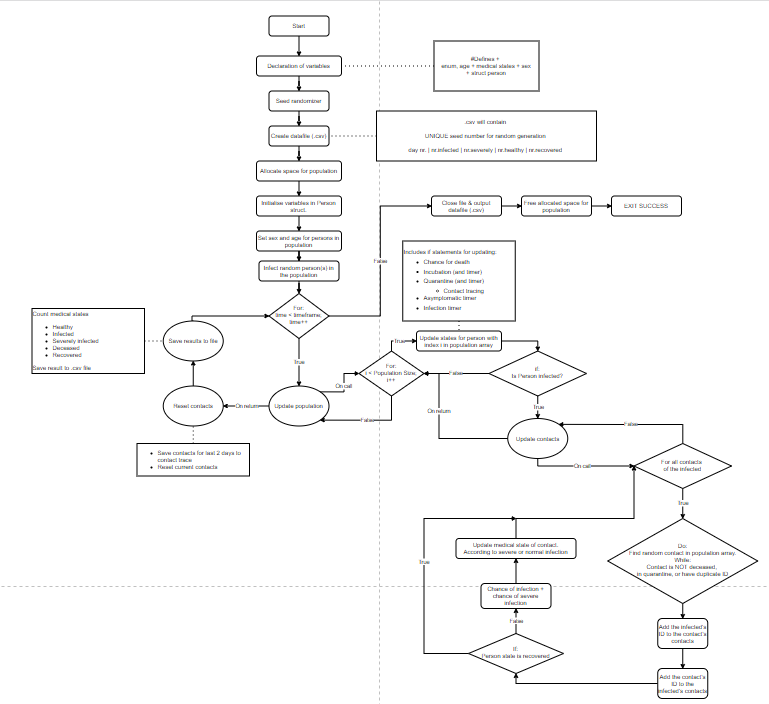 Start
Declaration of variables
#Defines +
enum, age + medical states + sex
+ struct person
Seed randomizer
Create datafile (.csv)
.csv will contain
UNIQUE seed number for random generation
day nr. | nr.infected | nr.severely | nr.healthy | nr.recovered
Allocate space for population
Initialise variables in Person
struct.
Close file & output
datafile (.csv)
Free allocated space for
population
EXIT SUCCESS
Set sex and age for persons in
population
Infect random person(s) in
the population
False
Includes if statements for updating:
Chance for death
Incubation (and timer)
Quarantine (and timer)
Contact tracing
Asymptomatic timer
Infection timer
Count medical states
Healthy
Infected
Severely infected
Deceased
Recovered
Save result to .csv file
Save results to file
For:
time < timeframe,
time++
True
True
Update states for person with
index i in population array
For:
i < Population Size,
i++
False
If:
Is Person infected?
On call
True
Reset contacts
On return
Update population
False
On return
Update contacts
False
On call
For all contacts
of the infected
Save contacts for last 2 days to
contact trace
Reset current contacts
True
Do:
Find random contact in population array.
While:
Contact is NOT deceased,
in quarantine, or have duplicate ID
Update medical state of contact.
According to severe or normal infection
True
Chance of infection +
chance of severe
infection
False
Add the infected's
ID to the contact's
contacts
If:
Person state is recovered
Add the contact's
ID to the
infected's contacts